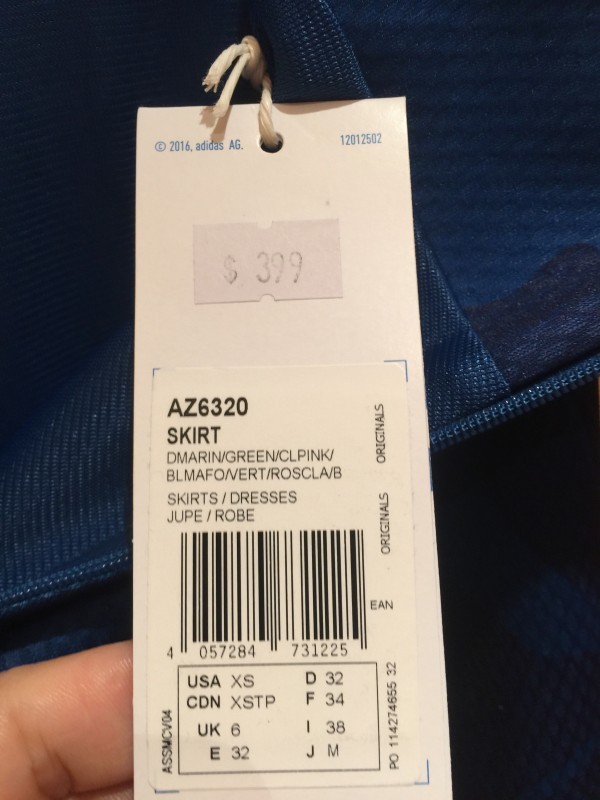 © 2016, adidas AG. 12012502
$ 399
AZ6320
SKIRT
DMARIN/GREEN/CLPINK/
BLMAFO/VERT/ROSCLA/B
SKIRTS / DRESSES
JUPE / ROBE
ORIGINALS
ORIGINALS
EAN
4 057284 731225
USA XS D 32
CDN XSTP F 34
UK 6 I 38
E 32 J M
ASSMCV04
PO 114274655 32